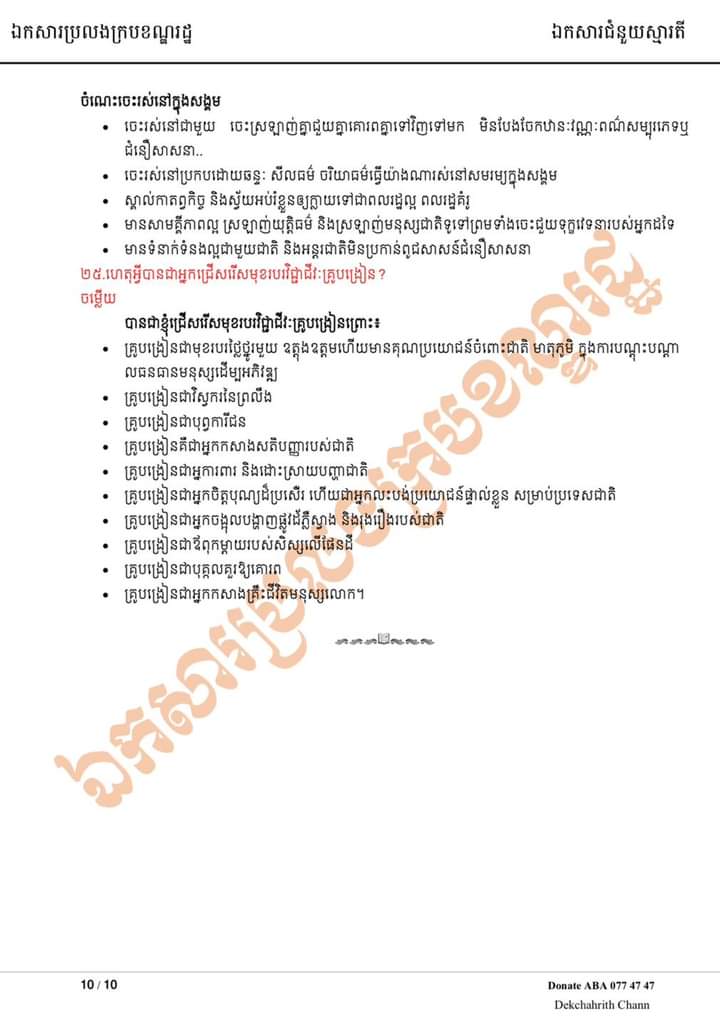 ឯកសារប្រលងក្របខណ្ឌរដ្ឋ
ឯកសារជំនួយស្មារតី
ចំណេះចេះរស់នៅក្នុងសង្គម
• ចេះរស់នៅជាមួយ ចេះស្រឡាញ់គ្នាជួយគ្នាគោរពគ្នាទៅវិញទៅមក មិនបែងចែកឋានៈវណ្ណៈពណ៌សម្បុរភេទឬ
ជំនឿសាសនា..
• ចេះរស់នៅប្រកបដោយឆន្ទៈ សីលធម៌ ចរិយាធម៌ធ្វើយ៉ាងណារស់នៅសមរម្យក្នុងសង្គម
• ស្គាល់កាតព្វកិច្ច និងស្វ័យអប់រំខ្លួនឲ្យក្លាយទៅជាពលរដ្ឋល្អ ពលរដ្ឋគំរូ
• មានសាមគ្គីភាពល្អ ស្រឡាញ់យុត្តិធម៌ និងស្រឡាញ់មនុស្សជាតិទូទៅព្រមទាំងចេះជួយទុក្ខវេទនារបស់អ្នកដទៃ
• មានទំនាក់ទំនងល្អជាមួយជាតិ និងអន្តរជាតិមិនប្រកាន់ពូជសាសន៍ជំនឿសាសនា
២៥.ហេតុអ្វីបានជាអ្នកជ្រើសរើសមុខរបរវិជ្ជាជីវៈគ្រូបង្រៀន?
ចម្លើយ
បានជាខ្ញុំជ្រើសរើសមុខរបរវិជ្ជាជីវៈគ្រូបង្រៀនព្រោះ៖
• គ្រូបង្រៀនជាមុខរបរថ្លៃថ្នូរមួយ ឧត្តុងឧត្តមហើយមានគុណប្រយោជន៍ចំពោះជាតិ មាតុភូមិ ក្នុងការបណ្តុះបណ្តា
លធនធានមនុស្សដើម្បអភិវឌ្ឍ
• គ្រូបង្រៀនជាវិស្វករនៃព្រលឹង
• គ្រូបង្រៀនជាបុព្វការីជន
• គ្រូបង្រៀនគឺជាអ្នកកសាងសតិបញ្ញារបស់ជាតិ
• គ្រូបង្រៀនជាអ្នការពារ និងដោះស្រាយបញ្ហាជាតិ
• គ្រូបង្រៀនជាអ្នកចិត្តបុណ្យដ៏ប្រសើរ ហើយជាអ្នកលះបង់ប្រយោជន៍ផ្ទាល់ខ្លួន សម្រាប់ប្រទេសជាតិ
• គ្រូបង្រៀនជាអ្នកចង្អុលបង្ហាញផ្លូវដ៏ភ្លឺស្វាង និងរុងរឿងរបស់ជាតិ
• គ្រូបង្រៀនជាឪពុកម្តាយរបស់សិស្សលើផែនដី
• គ្រូបង្រៀនជាបុគ្គលគួរឱ្យគោរព
• គ្រូបង្រៀនជាអ្នកកសាងគ្រឹះជីវិតមនុស្សលោក។
ឯកសារប្រលងក្របខណ្ឌរដ្ឋ
10 / 10
Donate ABA 077 47 47
Dekchahrith Chann